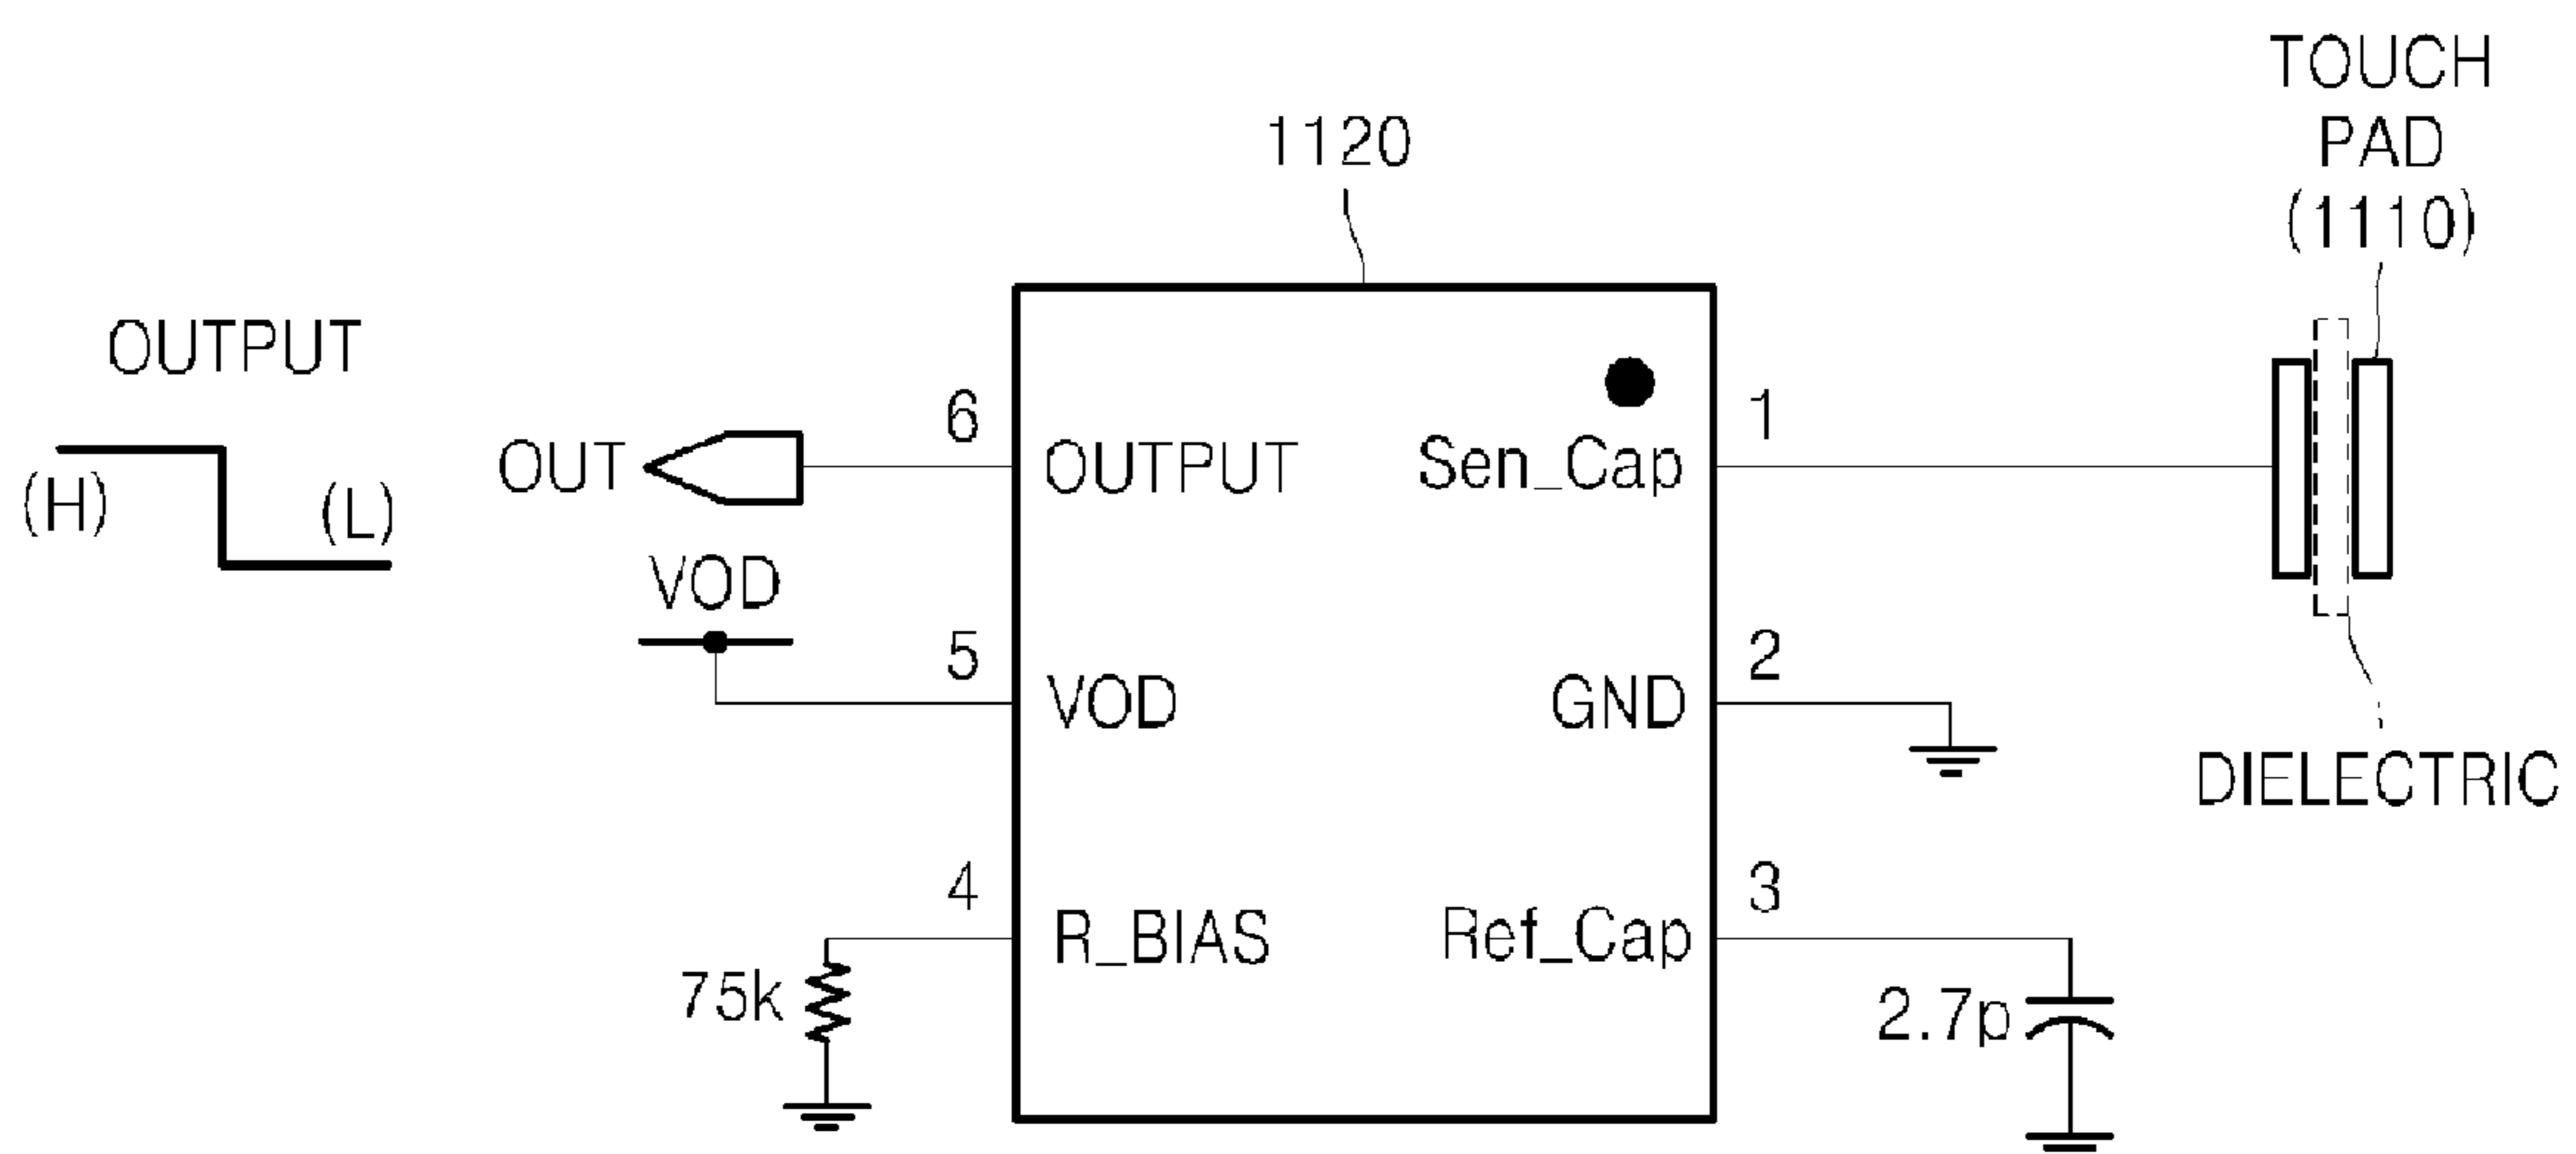 TOUCH
PAD
(1110)
1120
OUTPUT
(H)
(L)
OUT
6
OUTPUT
Sen_Cap
1
VOD
5
VOD
GND
2
DIELECTRIC
4
R_BIAS
Ref_Cap
3
75k
2.7p